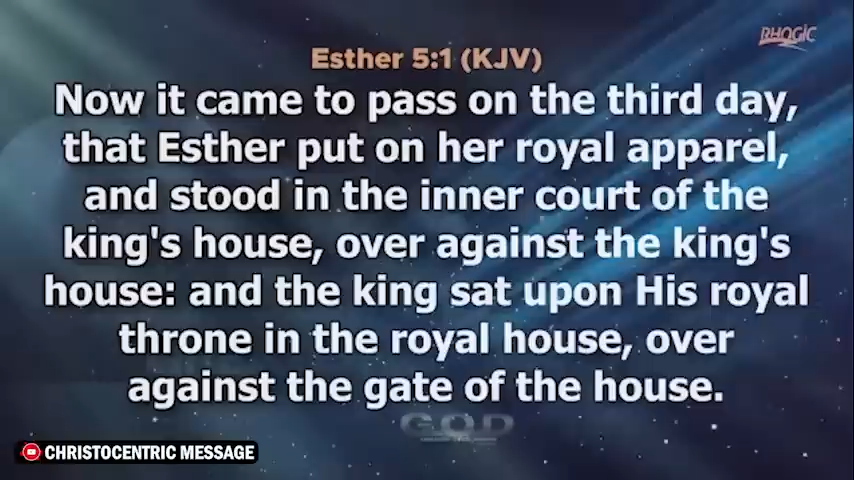 RHOGIC
Esther 5:1 (KJV)
Now it came to pass on the third day,
that Esther put on her royal apparel,
and stood in the inner court of the
king's house, over against the king's
house: and the king sat upon His royal
throne in the royal house, over
against the gate of the house.
G.O.D
CHRISTOCENTRIC MESSAGE